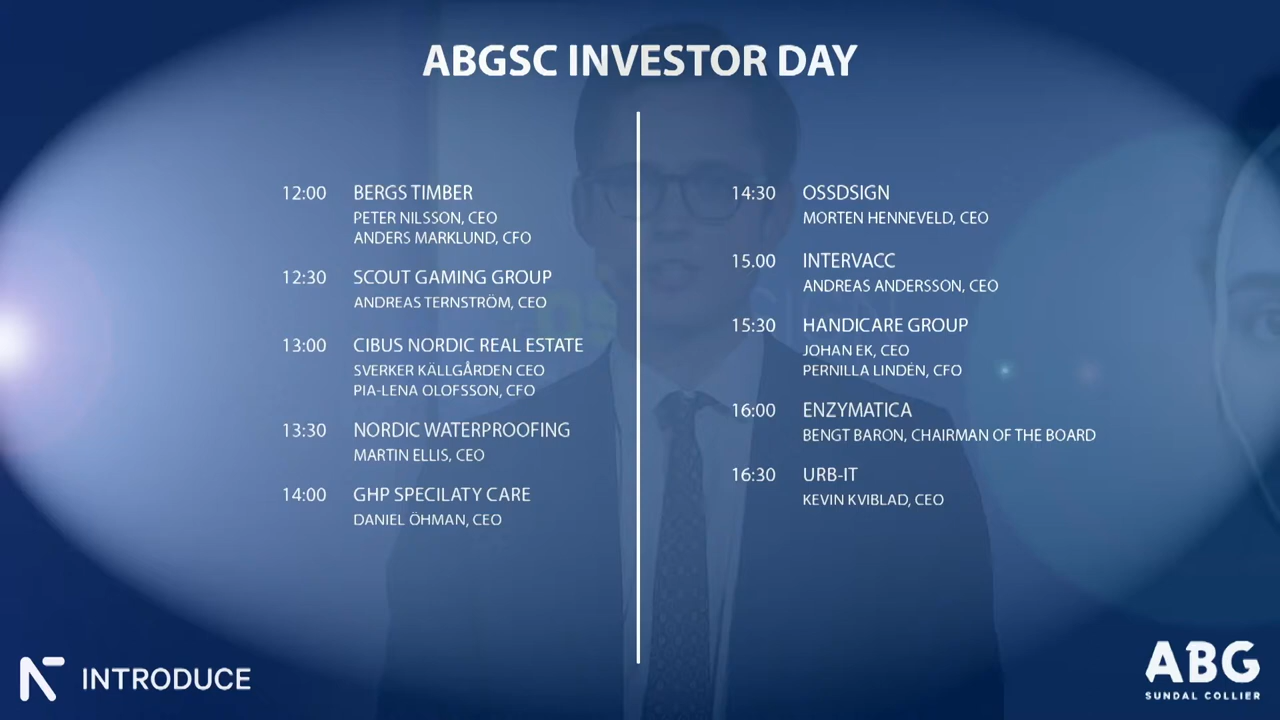 ABGSC INVESTOR DAY
12:00 BERGS TIMBER
PETER NILSSON, CEO
ANDERS MARKLUND, CFO
12:30 SCOUT GAMING GROUP
ANDREAS TERNSTRÖM, CEO
13:00 CIBUS NORDIC REAL ESTATE
SVERKER KÄLLGÅRDEN CEO
PIA-LENA OLOFSSON, CFO
13:30 NORDIC WATERPROOFING
MARTIN ELLIS, CEO
14:00 GHP SPECILATY CARE
DANIEL ÖHMAN, CEO
14:30 OSSDSIGN
MORTEN HENNEVELD, CEO
15.00 INTERVACC
ANDREAS ANDERSSON, CEO
15:30 HANDICARE GROUP
JOHAN EK, CEO
PERNILLA LINDÉN, CFO
16:00 ENZYMATICA
BENGT BARON, CHAIRMAN OF THE BOARD
16:30 URB-IT
KEVIN KVIBLAD, CEO
INTRODUCE
ABG
SUNDAL COLLIER